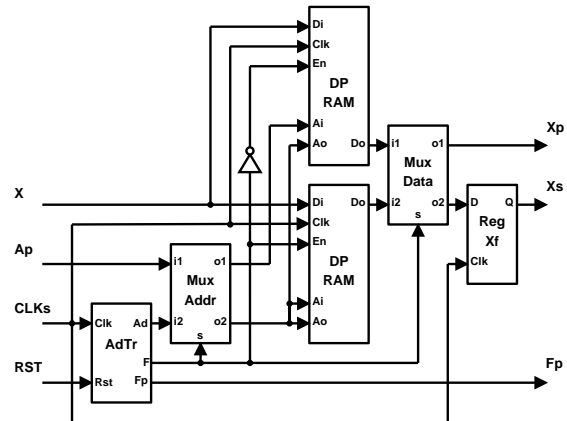 Di
Clk
En
DP
RAM
Ai
Ao
Do
i1
o1
Xp
Mux
Data
i2
o2
s
X
Di
Clk
En
Do
DP
RAM
Ai
Ao
D
Q
Xs
Reg
Xf
Clk
Ap
i1
o1
Mux
Addr
i2
o2
s
CLKs
Clk
Ad
AdTr
F
RST
Rst
Fp
Fp